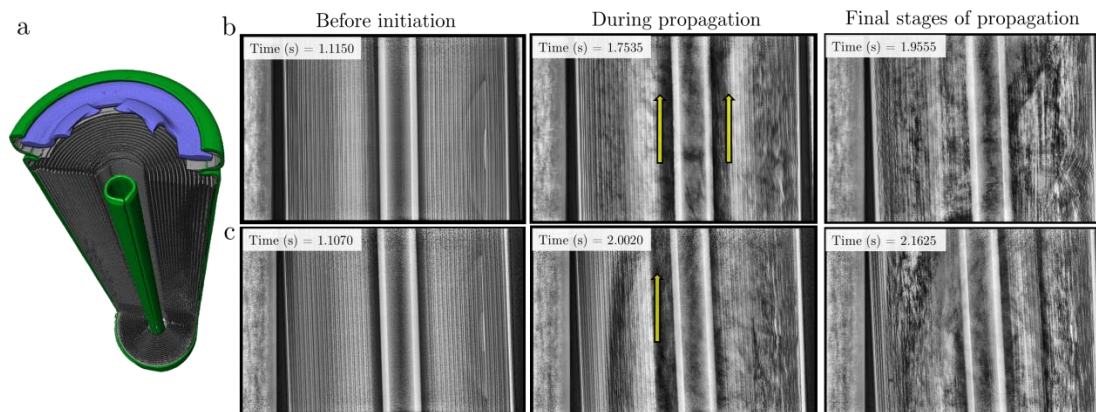 a
b
Before initiation
During propagation
Final stages of propagation
Time (s) = 1.1150
Time (s) = 1.7535
Time (s) = 1.9555
c
Time (s) = 1.1070
Time (s) = 2.0020
Time (s) = 2.1625